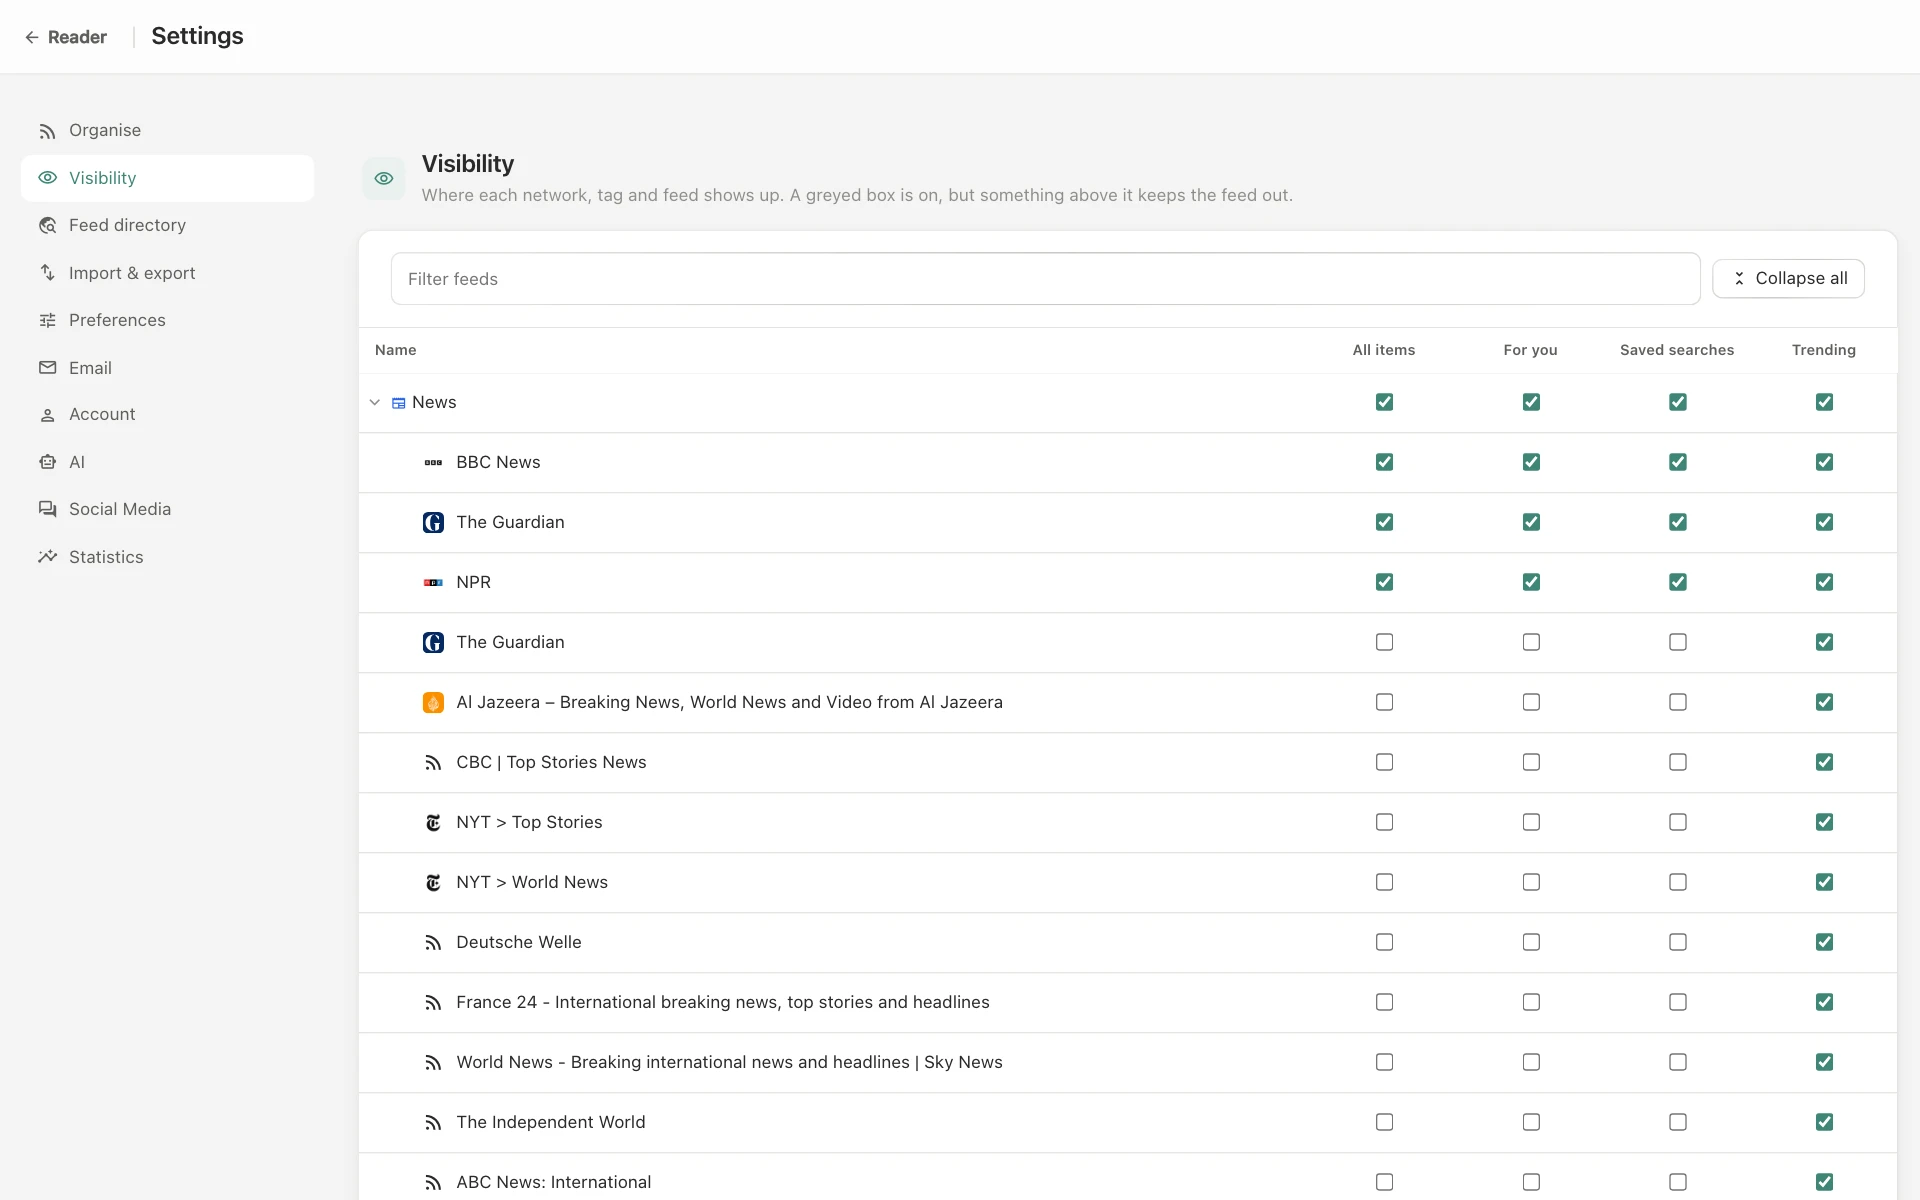 Reader
Settings
Organise
Visibility
Feed directory
Import & export
Preferences
Email
Account
AI
Social Media
Statistics
Visibility
Where each network, tag and feed shows up. A greyed box is on, but something above it keeps the feed out.
Filter feeds
Collapse all
Name All items For you Saved searches Trending
News
BBC News
The Guardian
NPR
The Guardian
Al Jazeera – Breaking News, World News and Video from Al Jazeera
CBC | Top Stories News
NYT > Top Stories
NYT > World News
Deutsche Welle
France 24 - International breaking news, top stories and headlines
World News - Breaking international news and headlines | Sky News
The Independent World
ABC News: International